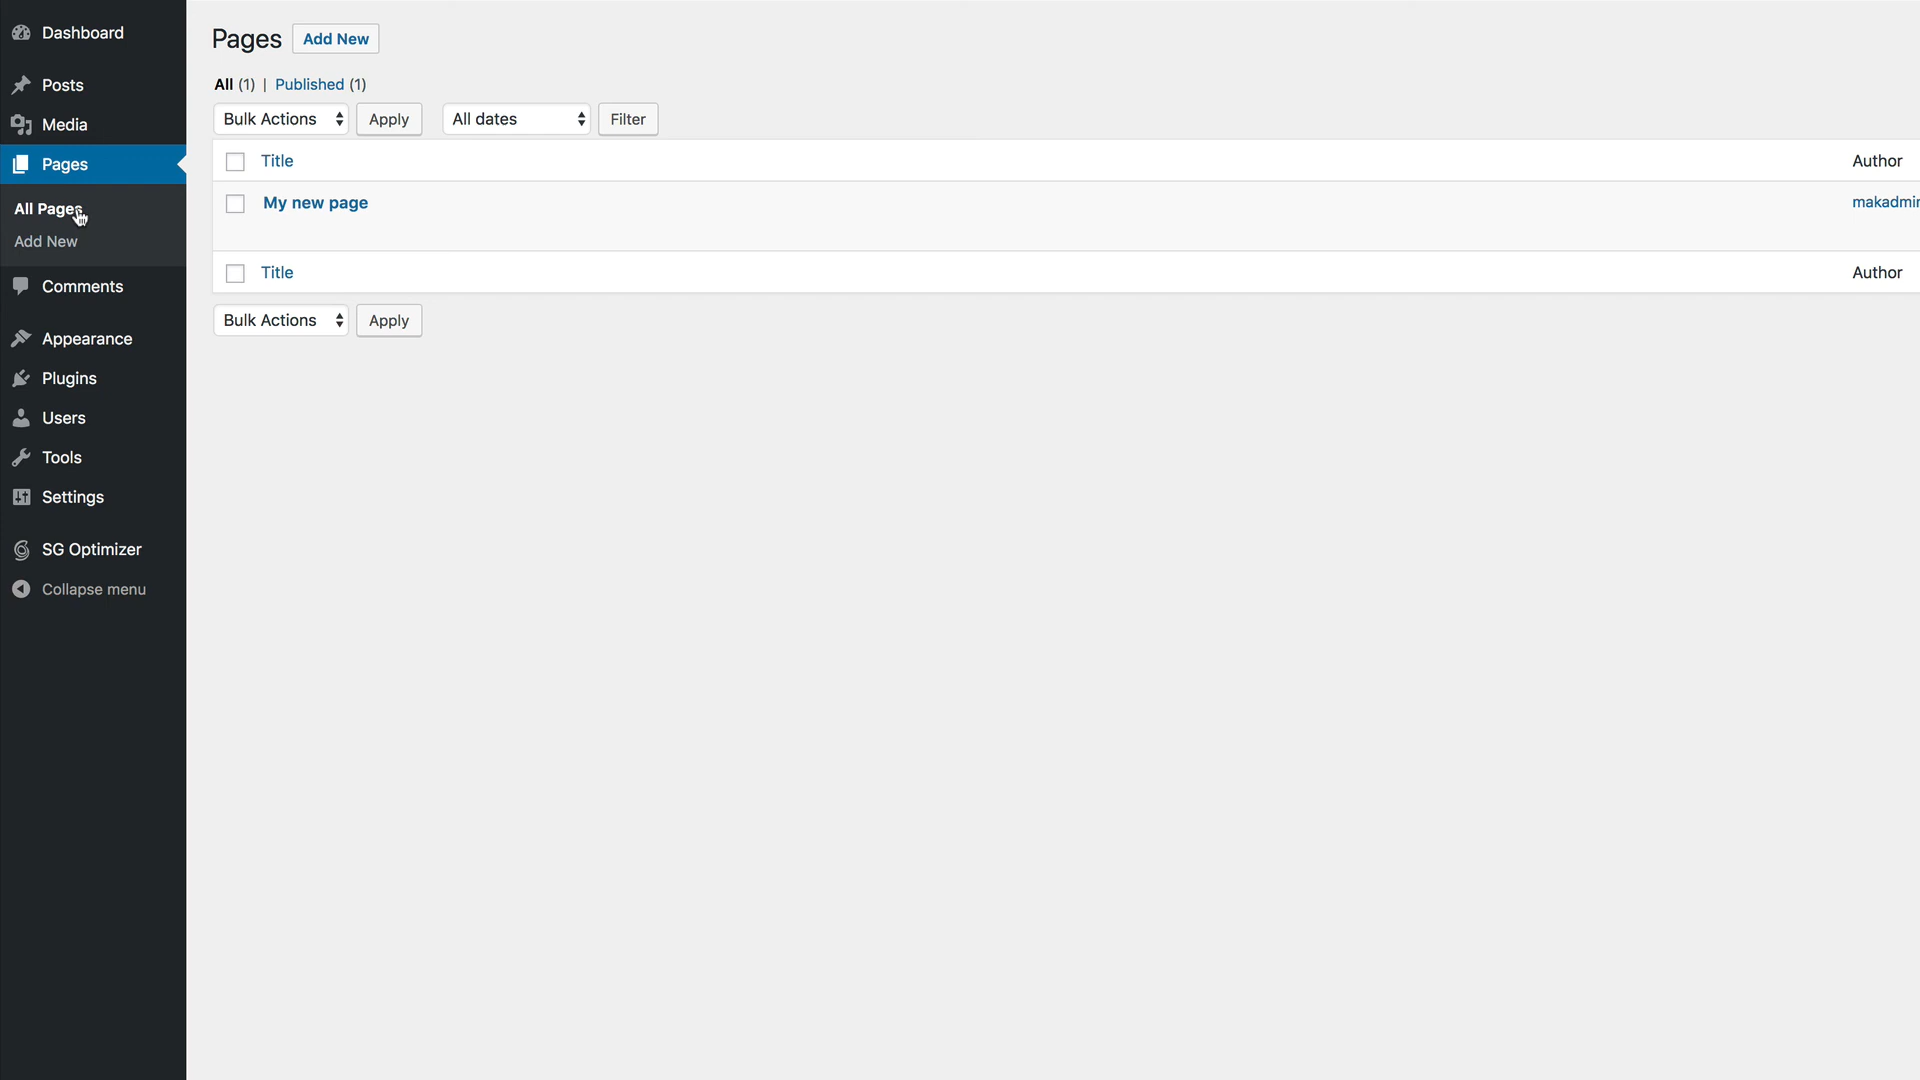 Dashboard
Posts
Media
Pages
All Pages
Add New
Comments
Appearance
Plugins
Users
Tools
Settings
SG Optimizer
Collapse menu
Pages Add New
All (1) | Published (1)
Bulk Actions Apply All dates Filter
Title Author
My new page makadmin
Title Author
Bulk Actions Apply